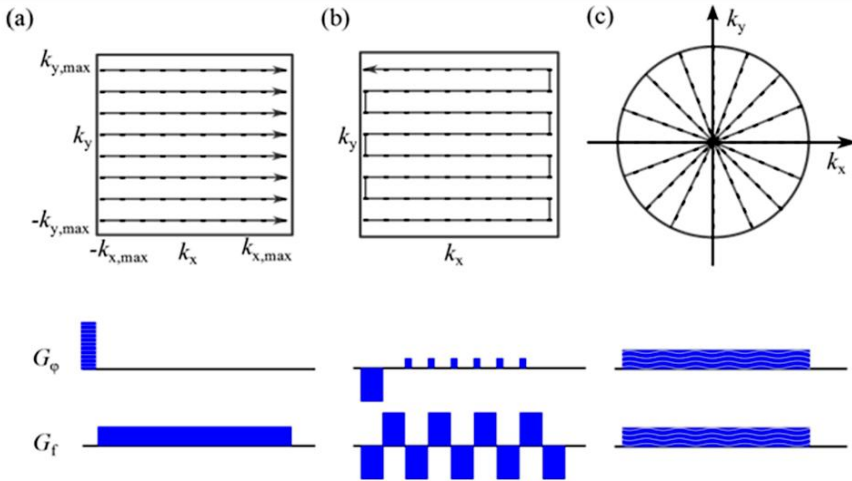 (a) (b) (c)
k_y,max
k_y
-k_y,max
-k_x,max k_x k_x,max
k_y
k_x
k_y
k_x
G_φ
G_f